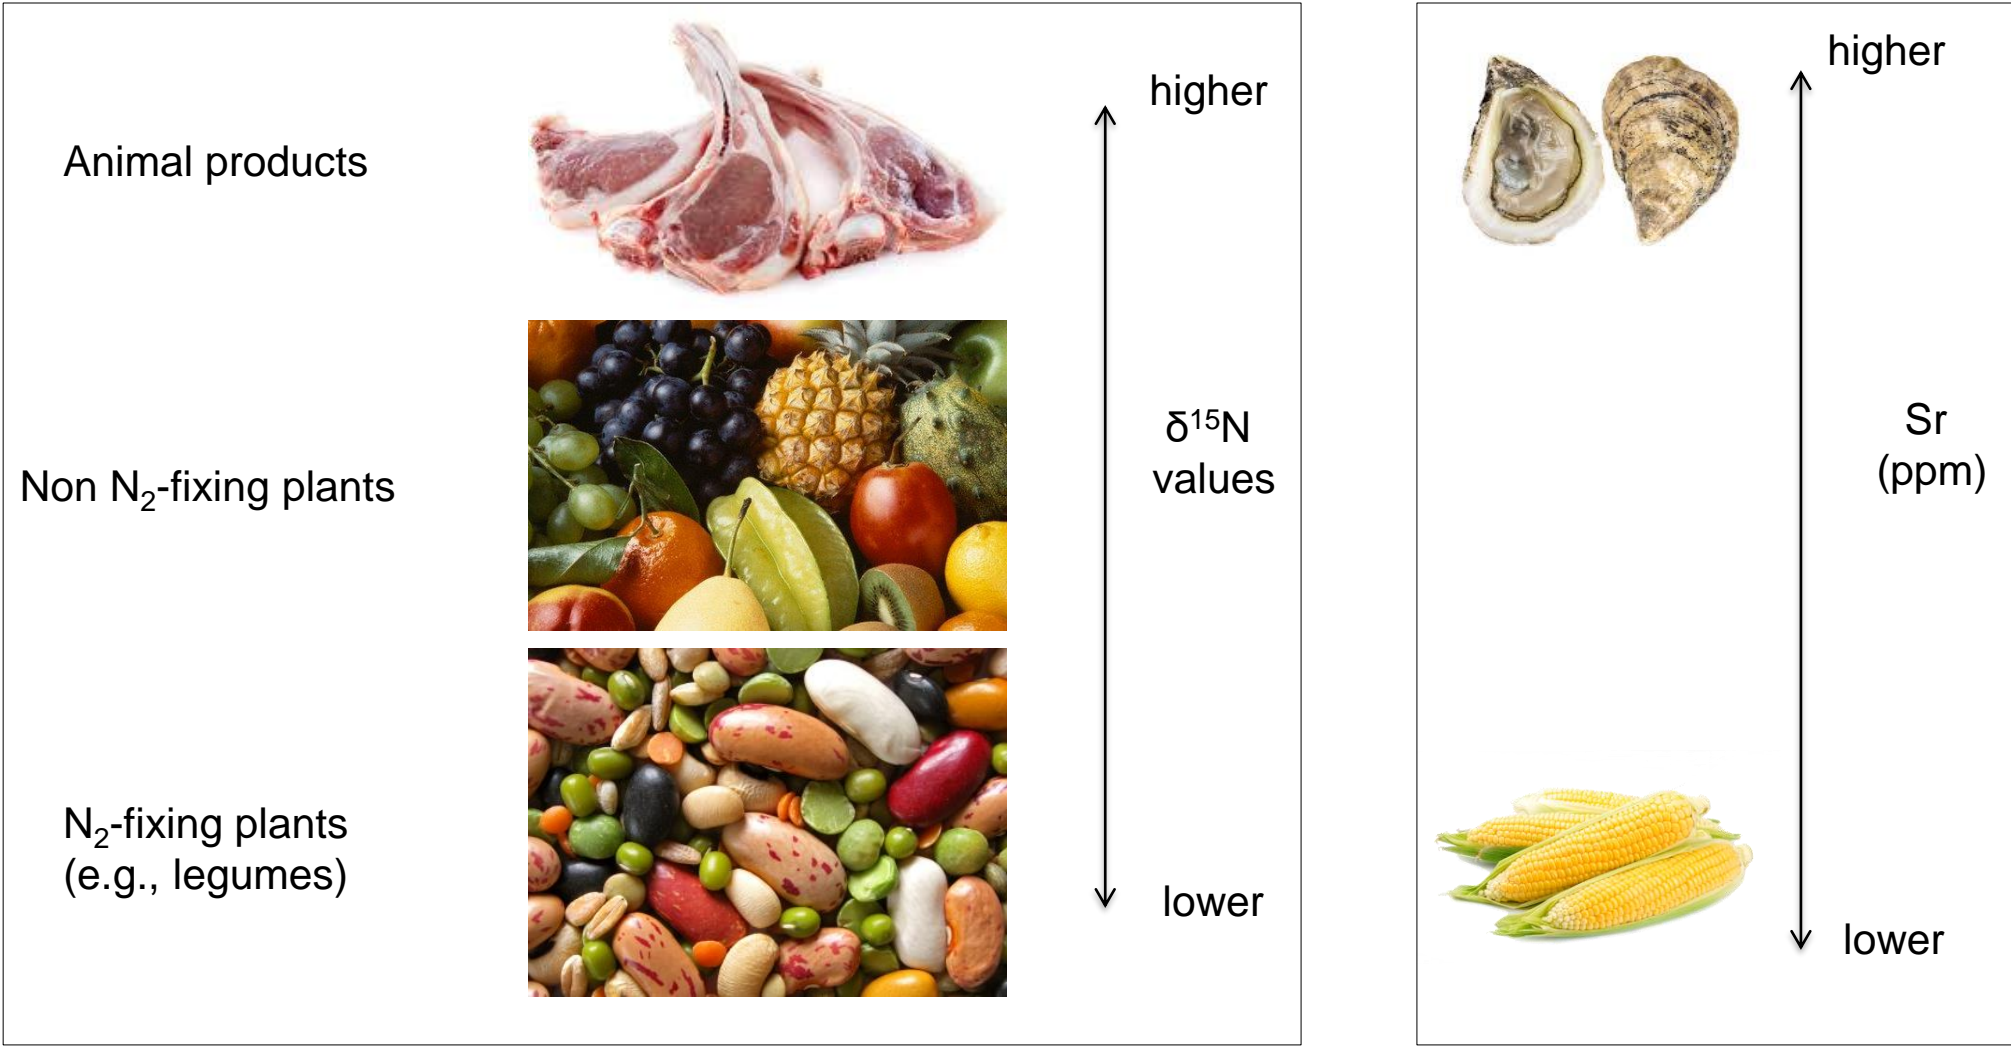 Animal products
higher
Non N₂-fixing plants
δ¹⁵N
values
N₂-fixing plants
(e.g., legumes)
lower
higher
Sr
(ppm)
lower